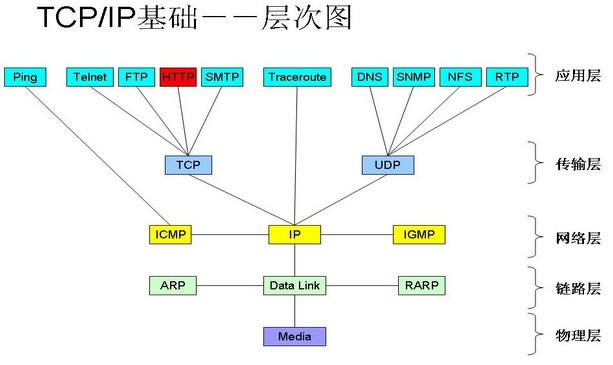 TCP/IP基础－－层次图
Ping Telnet FTP HTTP SMTP Traceroute DNS SNMP NFS RTP 应用层
TCP UDP 传输层
ICMP IP IGMP 网络层
ARP Data Link RARP 链路层
Media 物理层